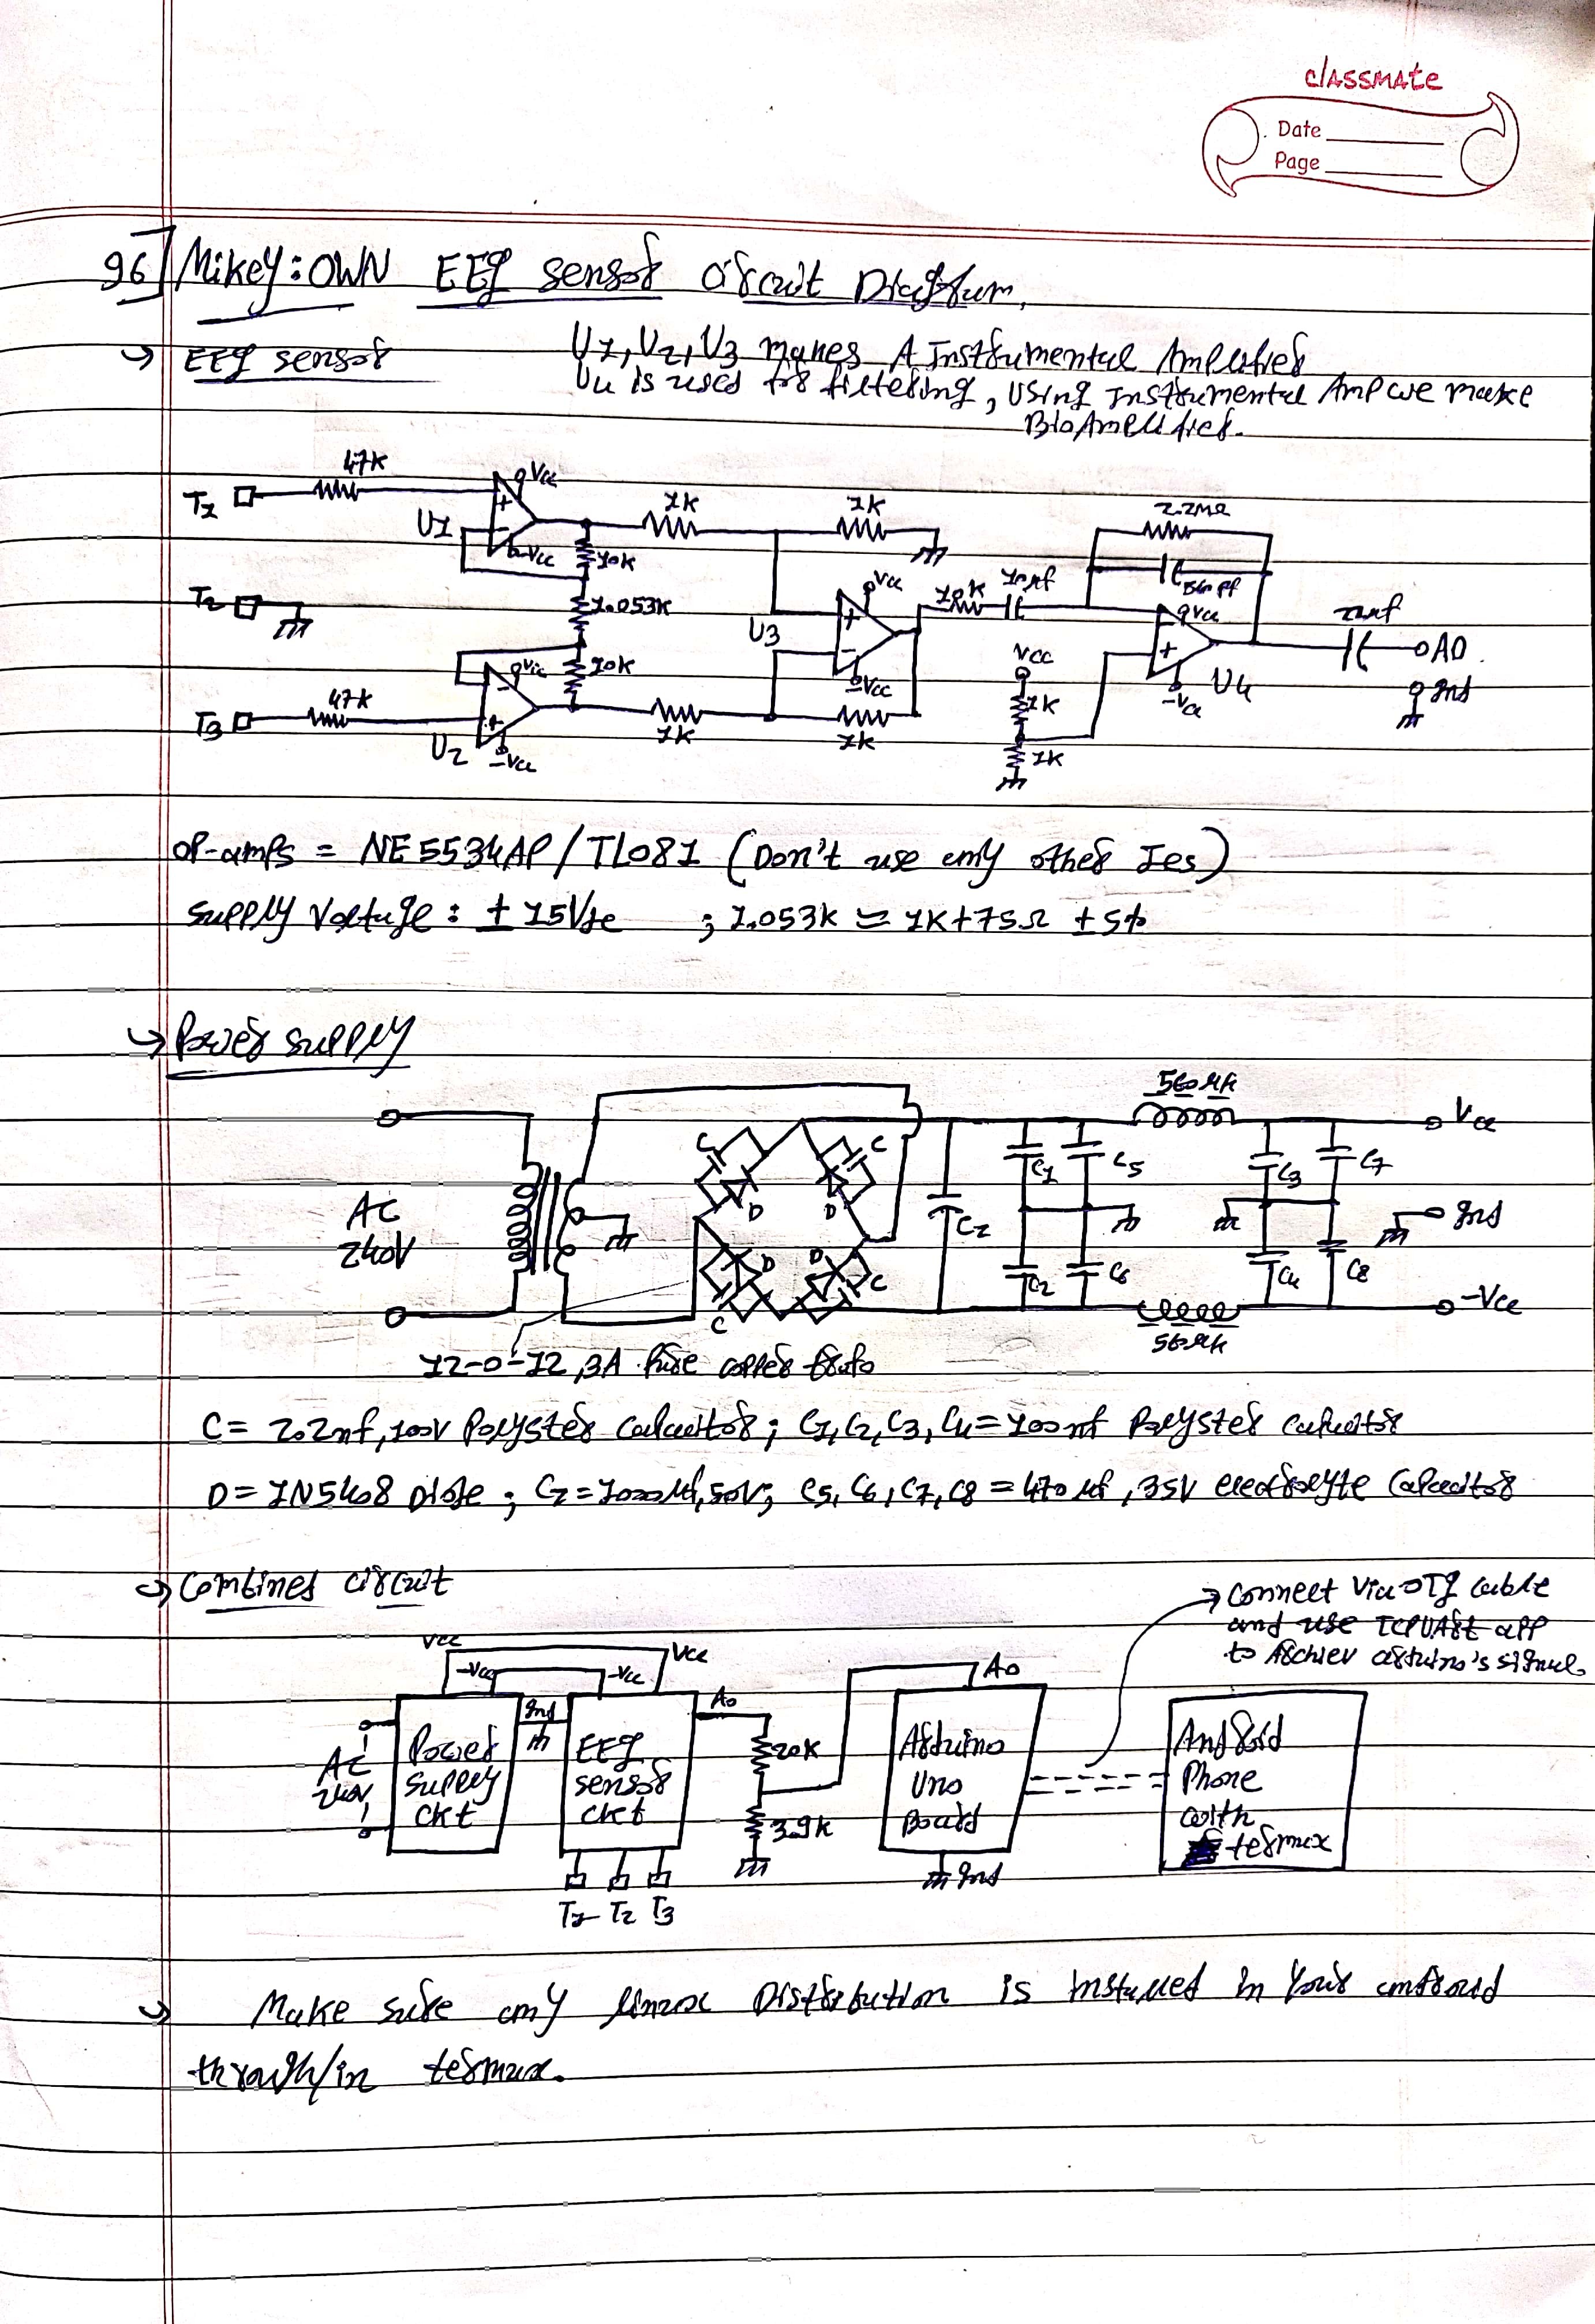 classmate
Date
Page
96] Mikey: OWN EEG sensor circuit Diagram.
→ EEG sensor
U1, U2, U3 makes A Instrumental Amplifier
U4 is used for filtering, using Instrumental Amp we make
BioAmplifier.
T1 47K U1 + - Vcc -Vcc 1K 1K 2.2MΩ
10K 560pf
T2 1.053K U3 + - Vcc -Vcc 10K 10μf Vcc
10K Vcc 1K 1K + U4 -Vcc A0
T3 47K U2 - + Vcc -Vcc 1K 1K Gnd
OP-amps = NE5534AP/TL081 (Don't use any other Ics)
Supply Voltage: ± 15Vdc ; 1.053K ≃ 1K+75Ω ±5%
→ Power supply
AC
240V
C D C D D C D C
Cz C1 C5 C2 C6
560μH
560μH
C3 C7 C4 C8
Vcc
Gnd
-Vcc
12-0-12, 3A Pure copper
C = 2.2nf, 100V Polyster Capacitor; C1, C2, C3, C4 = 100nf Polyster Capacitor
D = 1N5408 Diode; Cz = 1000μf, 50V; C5, C6, C7, C8 = 470μf, 35V electrolyte Capacitor
→ Combined circuit
→ Connect via OTG cable
and use TCPUART app
to Archiev arduino's signal.
Vcc Vcc
-Vcc -Vcc
AC
240V
Power
supply
ckt
Gnd
EEG
sensor
ckt
T1 T2 T3
A0
20K
3.9K
A0
Arduino
Uno
Board
Gnd
Android
Phone
with
termux
→ Make sure any linux Distribution is installed in your android
through/in termux.